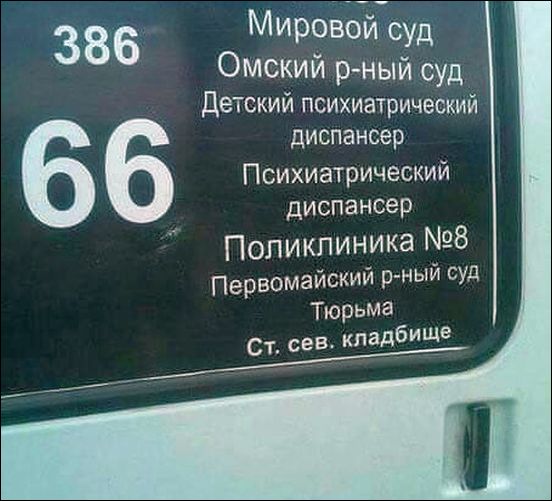 386
66
Мировой суд
Омский р-ный суд
Детский психиатрический
диспансер
Психиатрический
диспансер
Поликлиника №8
Первомайский р-ный суд
Тюрьма
Ст. сев. кладбище